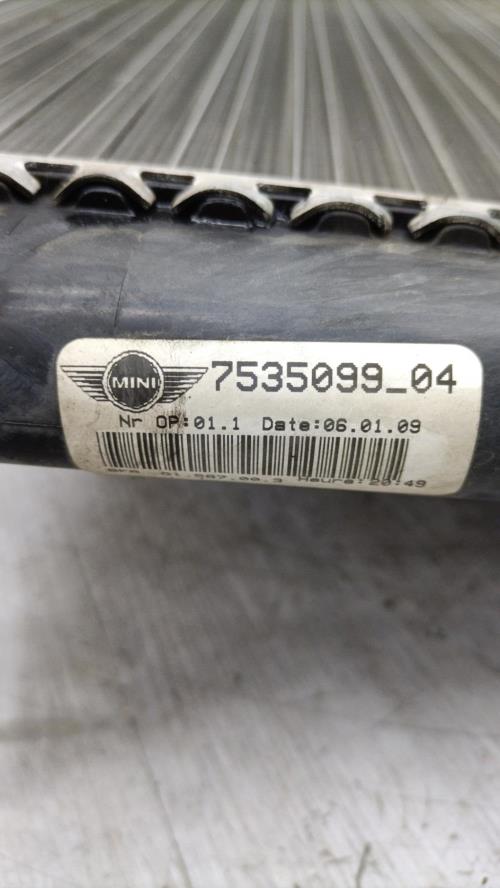 MINI 7535099_04
Nr OP:01.1 Date:06.01.09
Heure:20:49